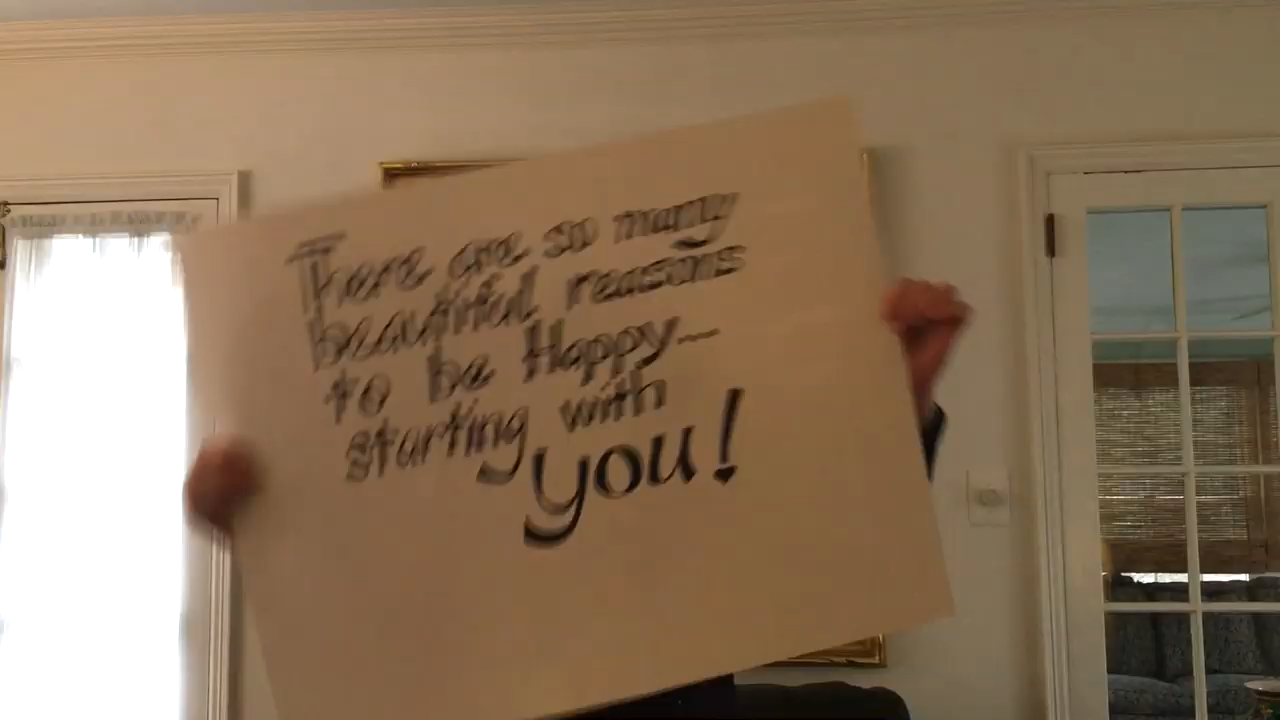 There are so many
beautiful reasons
to be Happy~
starting with
you!